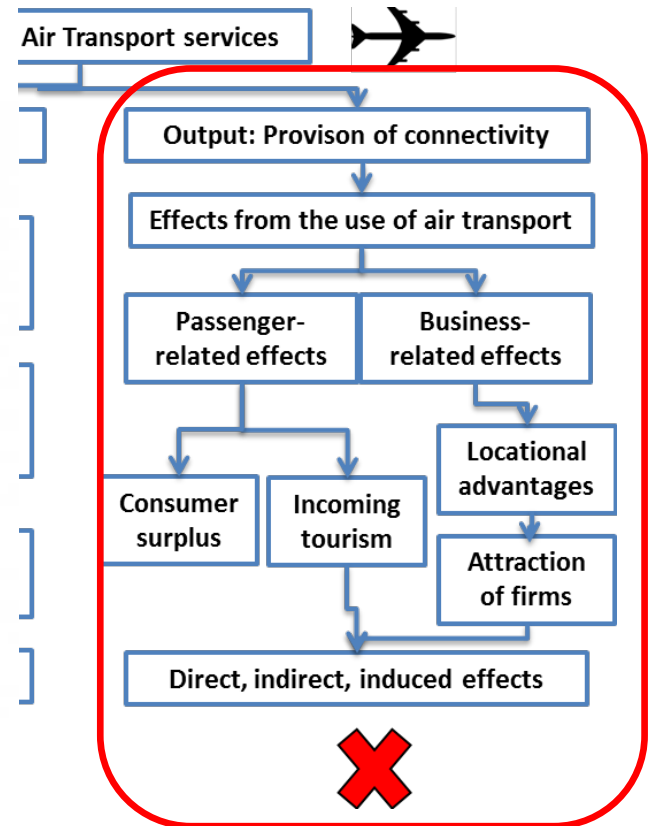 Air Transport services
Output: Provison of connectivity
Effects from the use of air transport
Passenger-
related effects
Business-
related effects
Locational
advantages
Consumer
surplus
Incoming
tourism
Attraction
of firms
Direct, indirect, induced effects